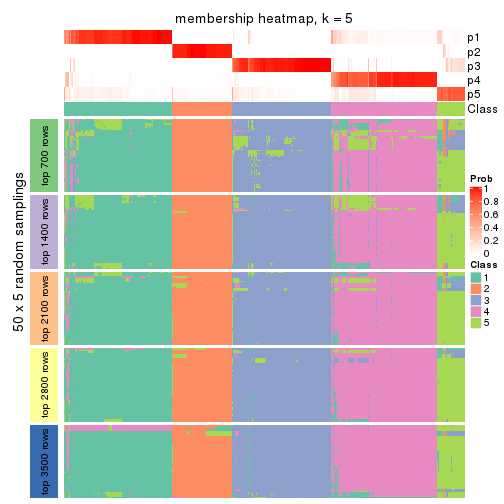 membership heatmap, k = 5
p1
p2
p3
p4
p5
Class
50 x 5 random samplings
top 700 rows
top 1400 rows
top 2100 rows
top 2800 rows
top 3500 rows
Prob
1
0.8
0.6
0.4
0.2
0
Class
1
2
3
4
5